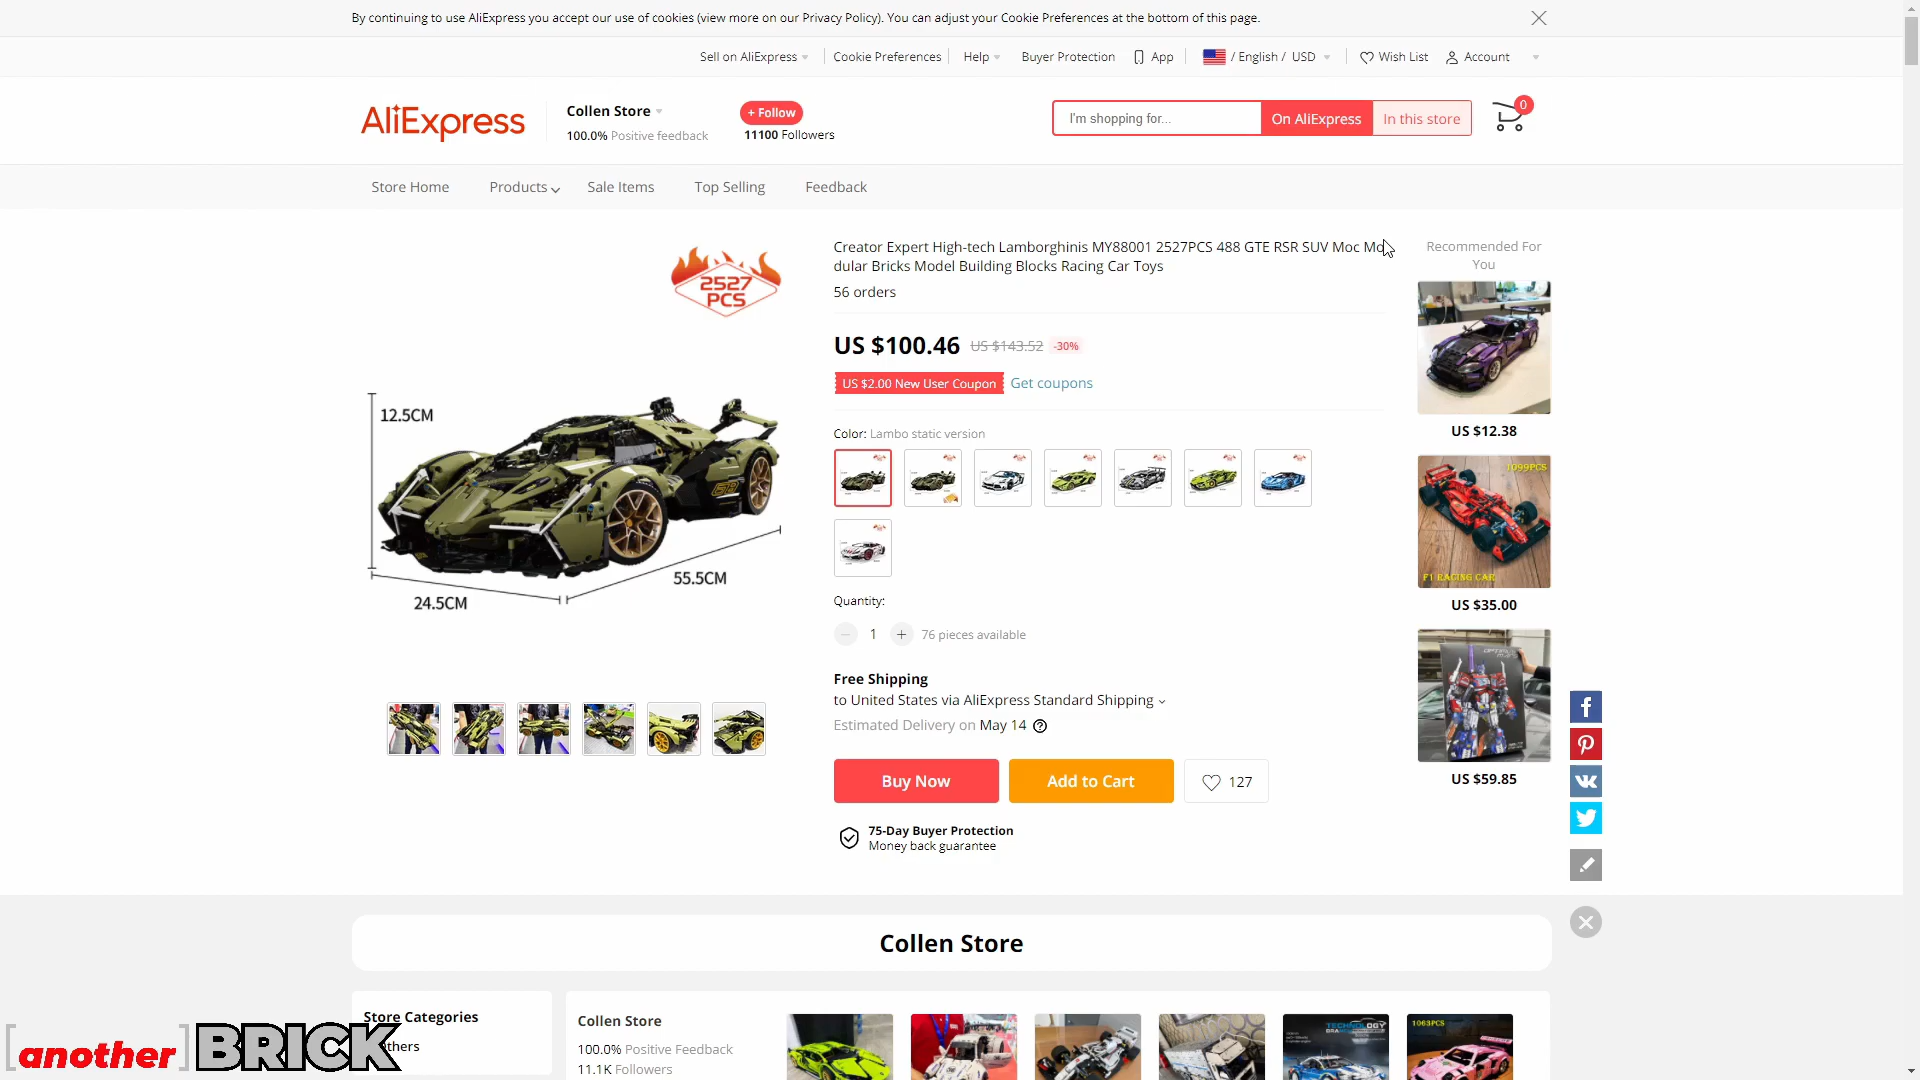 By continuing to use AliExpress you accept our use of cookies (view more on our Privacy Policy). You can adjust your Cookie Preferences at the bottom of this page.
Sell on AliExpress
Cookie Preferences
Help
Buyer Protection
App
/ English / USD
Wish List
Account
AliExpress
Collen Store
100.0% Positive feedback
+ Follow
11100 Followers
I'm shopping for...
On AliExpress
In this store
0
Store Home
Products
Sale Items
Top Selling
Feedback
2527
PCS
12.5CM
24.5CM
55.5CM
Creator Expert High-tech Lamborghinis MY88001 2527PCS 488 GTE RSR SUV Moc Mo
dular Bricks Model Building Blocks Racing Car Toys
56 orders
US $100.46 US $143.52 -30%
US $2.00 New User Coupon Get coupons
Color: Lambo static version
Quantity:
1
76 pieces available
Free Shipping
to United States via AliExpress Standard Shipping
Estimated Delivery on May 14
Buy Now
Add to Cart
127
75-Day Buyer Protection
Money back guarantee
Recommended For
You
US $12.38
1099PCS
F1 RACING CAR
US $35.00
US $59.85
Collen Store
Store Categories
thers
Collen Store
100.0% Positive Feedback
11.1K Followers
TECHNOLOGY
1063PCS
[another] BRICK